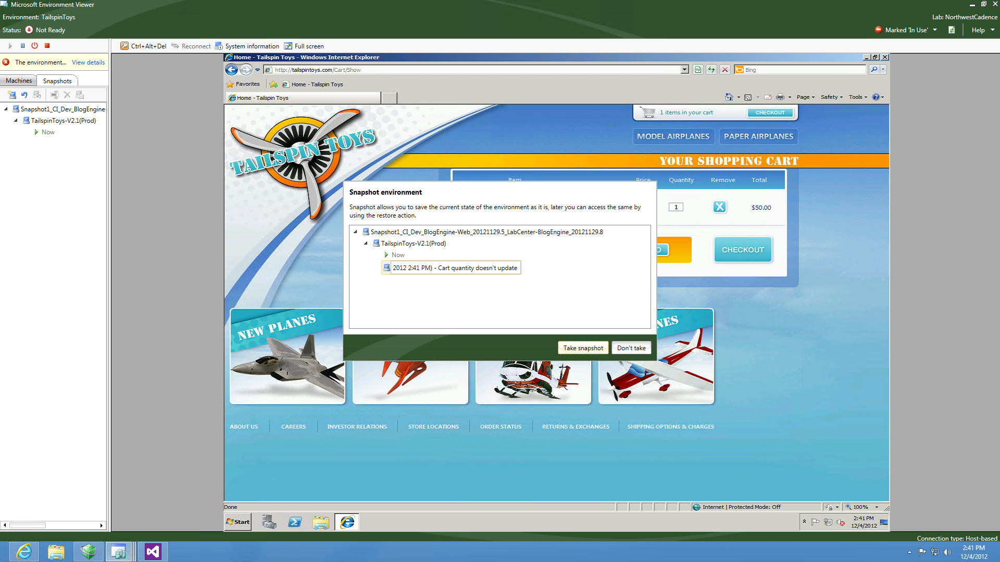 Microsoft Environment Viewer
Environment: TailspinToys
Lab: NorthwestCadence
Status: Not Ready
Marked 'In Use'
Help
Ctrl+Alt+Del
Reconnect
System information
Full screen
The environment...
View details
Machines
Snapshots
Snapshot1_CI_Dev_BlogEngine-
TailspinToys-V2.1(Prod)
Now
Home - Tailspin Toys - Windows Internet Explorer
http://tailspintoys.com/Cart/Show
Bing
Favorites
Home - Tailspin Toys
Home - Tailspin Toys
Page
Safety
Tools
TAILSPIN TOYS
1 items in your cart
CHECKOUT
MODEL AIRPLANES
PAPER AIRPLANES
YOUR SHOPPING CART
Item
Price
Quantity
Remove
Total
1
X
$50.00
CHECKOUT
Snapshot environment
Snapshot allows you to save the current state of the environment as it is, later you can access the same by
using the restore action.
Snapshot1_CI_Dev_BlogEngine-Web_20121129.5_LabCenter-BlogEngine_20121129.8
TailspinToys-V2.1(Prod)
Now
2012 2:41 PM) - Cart quantity doesn't update
Take snapshot
Don't take
NEW PLANES
NES
ABOUT US
CAREERS
INVESTOR RELATIONS
STORE LOCATIONS
ORDER STATUS
RETURNS & EXCHANGES
SHIPPING OPTIONS & CHARGES
Done
Internet | Protected Mode: Off
100%
Start
2:41 PM
12/4/2012
Connection type: Host-based
2:41 PM
12/4/2012